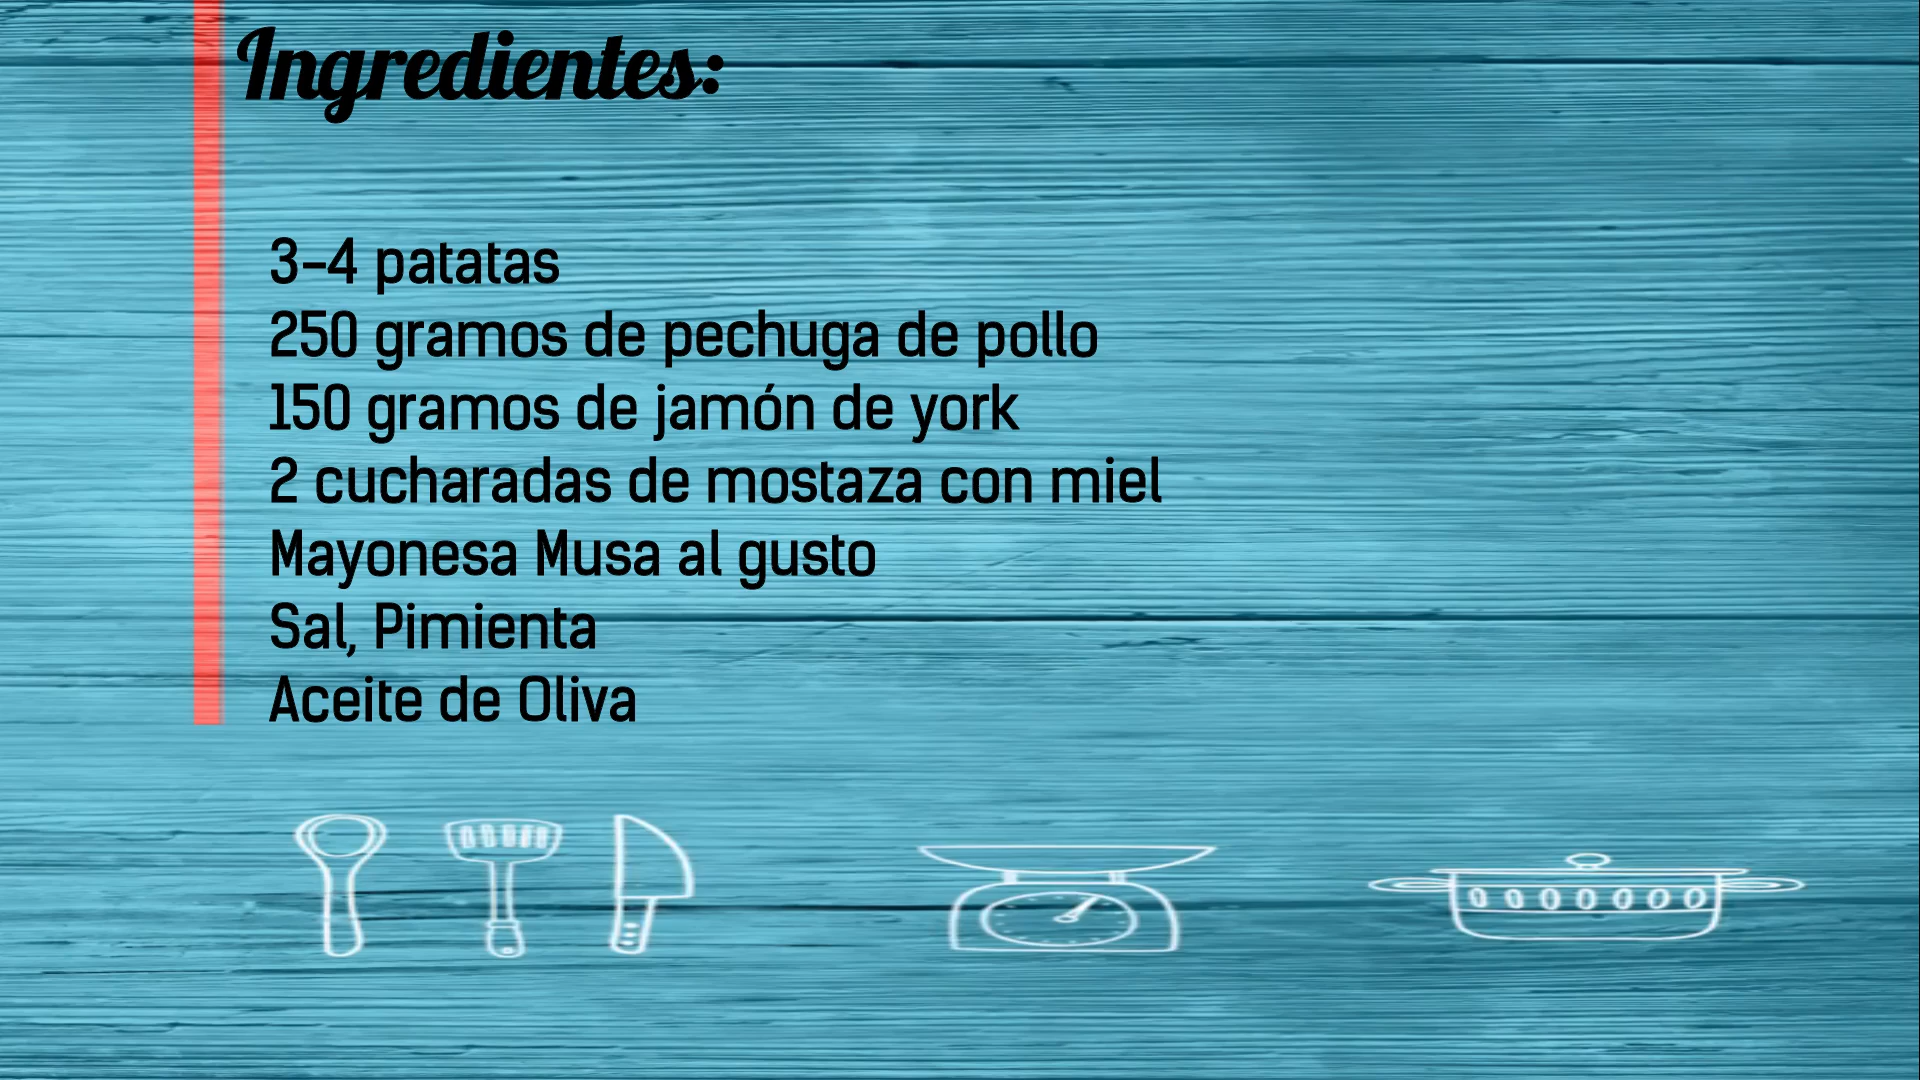 Ingredientes:
3-4 patatas
250 gramos de pechuga de pollo
150 gramos de jamón de york
2 cucharadas de mostaza con miel
Mayonesa Musa al gusto
Sal, Pimienta
Aceite de Oliva